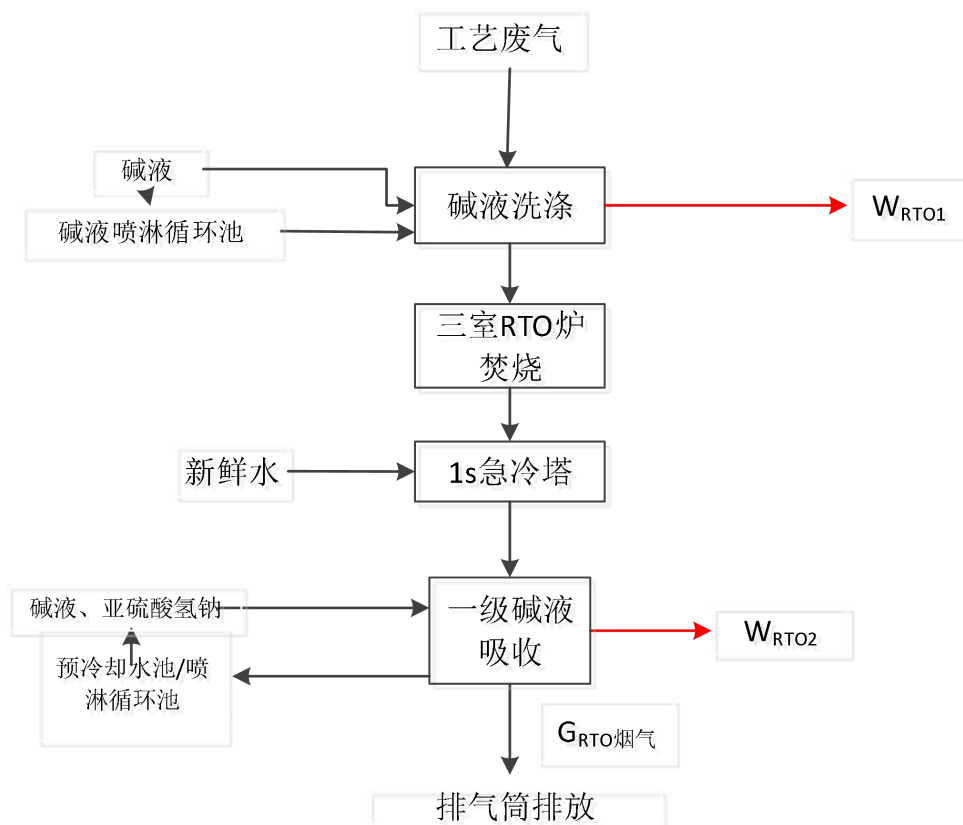 工艺废气
碱液
碱液洗涤
W_RTO1
碱液喷淋循环池
三室RTO炉
焚烧
新鲜水
1s急冷塔
碱液、亚硫酸氢钠
一级碱液
吸收
W_RTO2
预冷却水池/喷
淋循环池
G_RTO烟气
排气筒排放